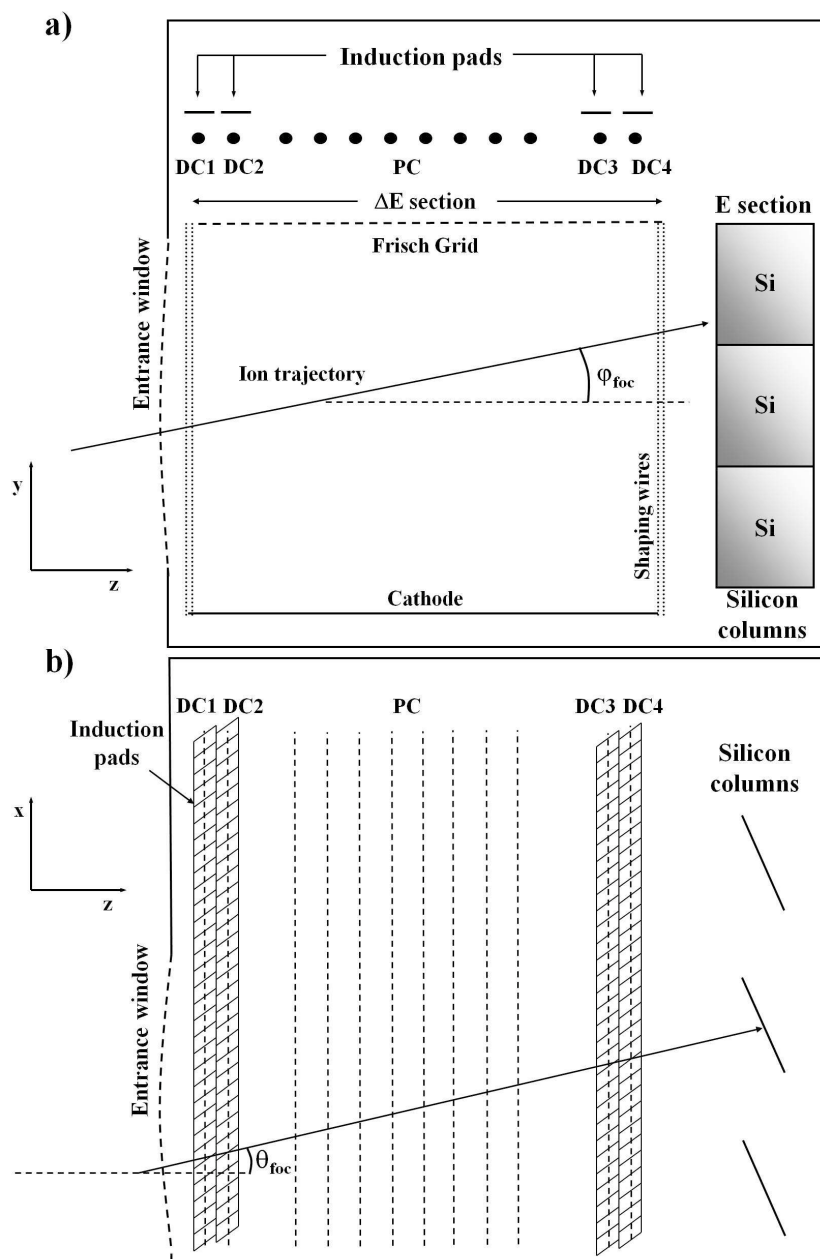 a)
Induction pads
DC1 DC2 PC DC3 DC4
ΔE section
E section
Frisch Grid
Si
Entrance window
Ion trajectory
φfoc
Si
y
z
Shaping wires
Si
Cathode
Silicon
columns
b)
DC1 DC2 PC DC3 DC4
Induction
pads
Silicon
columns
x
z
Entrance window
θfoc